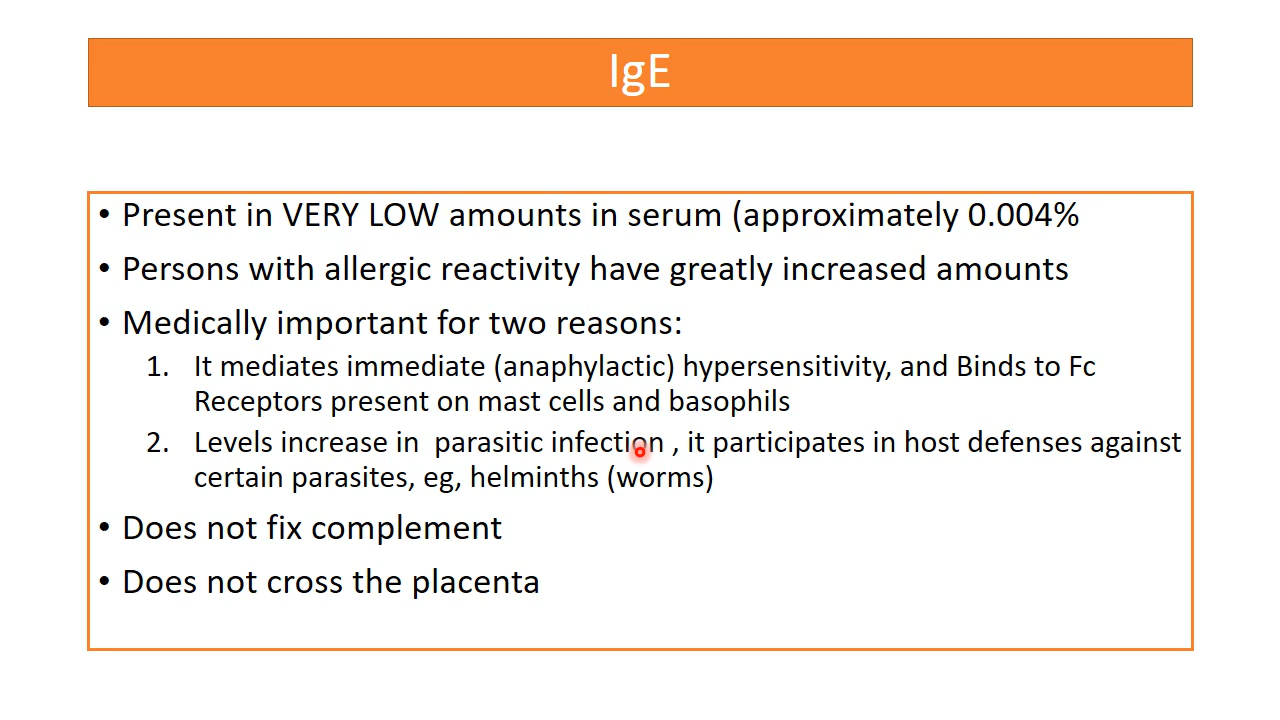 IgE
• Present in VERY LOW amounts in serum (approximately 0.004%
• Persons with allergic reactivity have greatly increased amounts
• Medically important for two reasons:
1. It mediates immediate (anaphylactic) hypersensitivity, and Binds to Fc
Receptors present on mast cells and basophils
2. Levels increase in  parasitic infection , it participates in host defenses against
certain parasites, eg, helminths (worms)
• Does not fix complement
• Does not cross the placenta